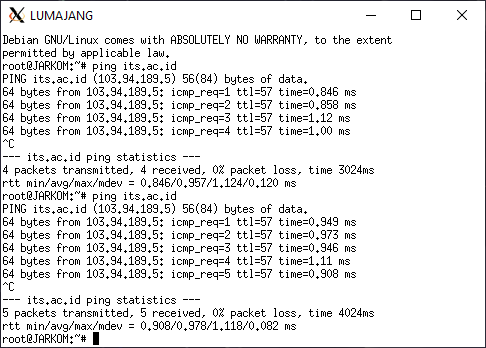 LUMAJANG
Debian GNU/Linux comes with ABSOLUTELY NO WARRANTY, to the extent
permitted by applicable law.
root@JARKOM:~# ping its.ac.id
PING its.ac.id (103.94.189.5) 56(84) bytes of data.
64 bytes from 103.94.189.5: icmp_req=1 ttl=57 time=0.846 ms
64 bytes from 103.94.189.5: icmp_req=2 ttl=57 time=0.858 ms
64 bytes from 103.94.189.5: icmp_req=3 ttl=57 time=1.12 ms
64 bytes from 103.94.189.5: icmp_req=4 ttl=57 time=1.00 ms
^C
--- its.ac.id ping statistics ---
4 packets transmitted, 4 received, 0% packet loss, time 3024ms
rtt min/avg/max/mdev = 0.846/0.957/1.124/0.120 ms
root@JARKOM:~# ping its.ac.id
PING its.ac.id (103.94.189.5) 56(84) bytes of data.
64 bytes from 103.94.189.5: icmp_req=1 ttl=57 time=0.949 ms
64 bytes from 103.94.189.5: icmp_req=2 ttl=57 time=0.973 ms
64 bytes from 103.94.189.5: icmp_req=3 ttl=57 time=0.946 ms
64 bytes from 103.94.189.5: icmp_req=4 ttl=57 time=1.11 ms
64 bytes from 103.94.189.5: icmp_req=5 ttl=57 time=0.908 ms
^C
--- its.ac.id ping statistics ---
5 packets transmitted, 5 received, 0% packet loss, time 4024ms
rtt min/avg/max/mdev = 0.908/0.978/1.118/0.082 ms
root@JARKOM:~#